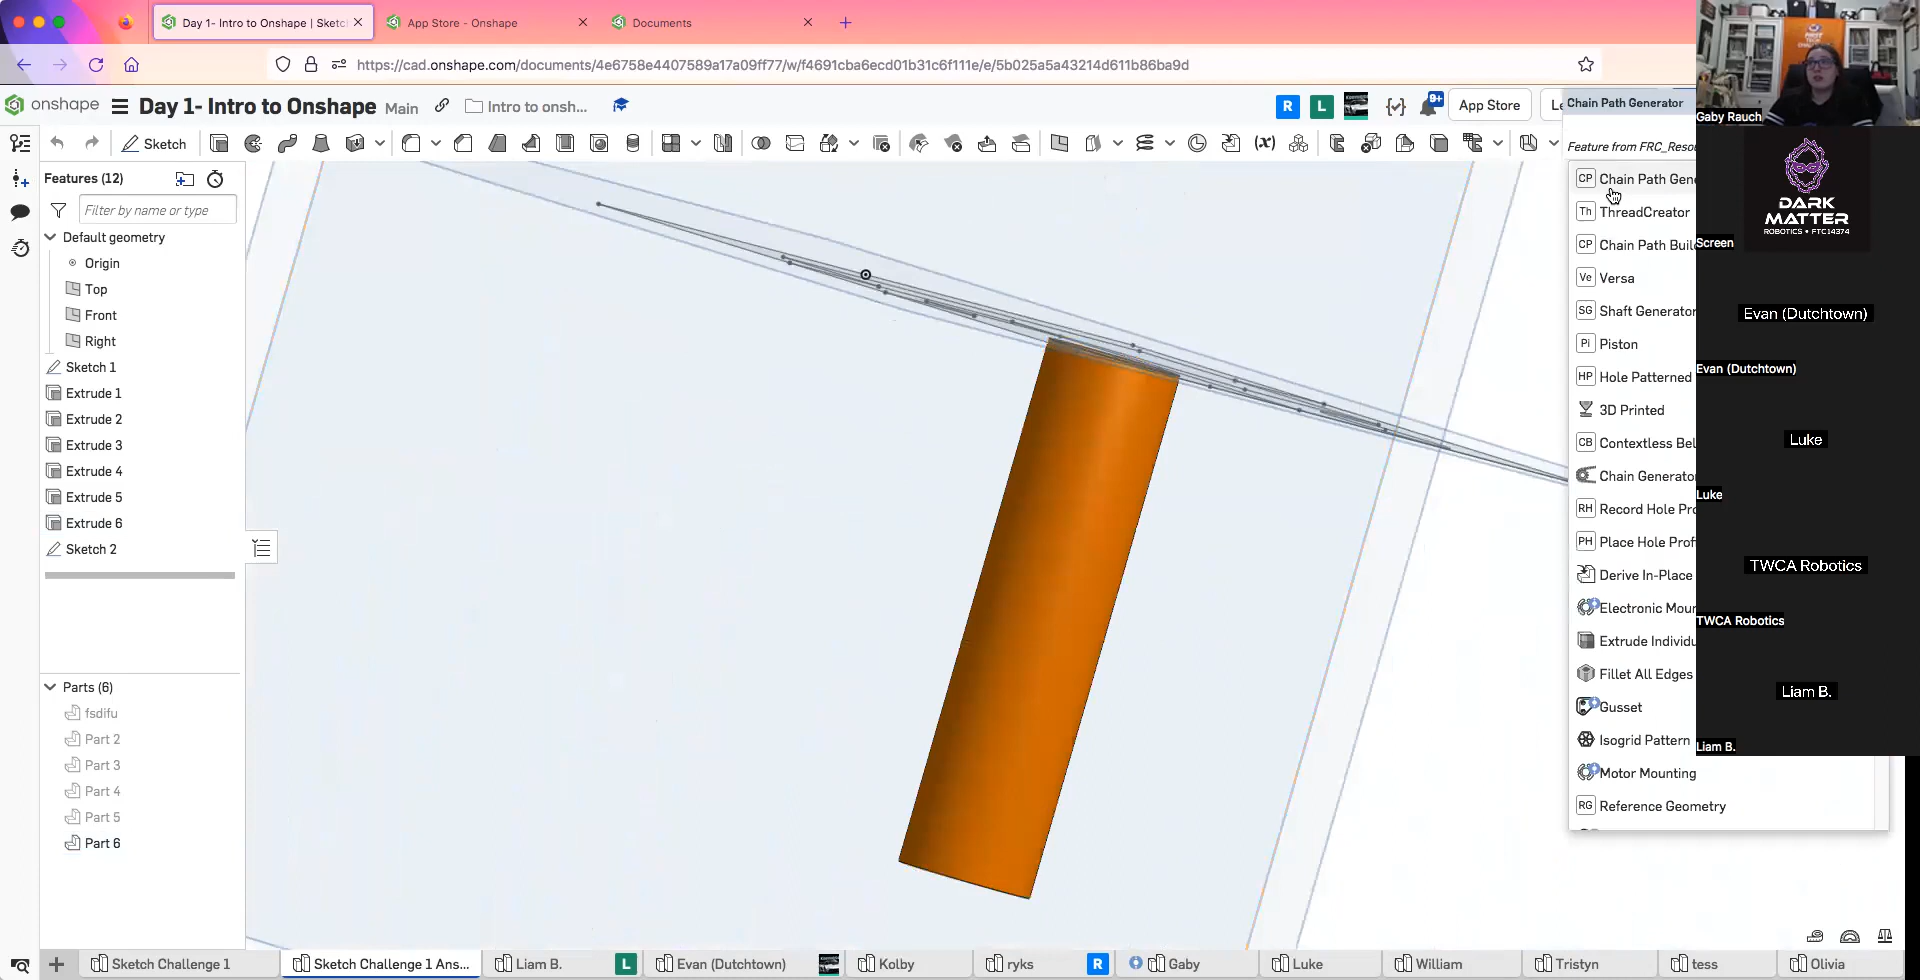 Day 1- Intro to Onshape | Sketc
App Store - Onshape
Documents
https://cad.onshape.com/documents/4e6758e4407589a17a09ff77/w/f4691cba6ecd01b31c6f111e/e/5b025a5a43214d611b86ba9d
onshape
Day 1- Intro to Onshape
Main
Intro to onsh...
R
L
9+
App Store
Le
Chain Path Generator
Sketch
(x)
Feature from FRC_Resou
Features (12)
Filter by name or type
Default geometry
Origin
Top
Front
Right
Sketch 1
Extrude 1
Extrude 2
Extrude 3
Extrude 4
Extrude 5
Extrude 6
Sketch 2
Parts (6)
fsdifu
Part 2
Part 3
Part 4
Part 5
Part 6
CP Chain Path Gene
Th ThreadCreator
CP Chain Path Buil
Ve Versa
SG Shaft Generator
Pi Piston
HP Hole Patterned
3D Printed
CB Contextless Bel
Chain Generator
RH Record Hole Pro
PH Place Hole Prof
Derive In-Place
Electronic Moun
Extrude Individu
Fillet All Edges
Gusset
Isogrid Pattern
Motor Mounting
RG Reference Geometry
Gaby Rauch
DARK
MATTER
ROBOTICS • FTC14374
Screen
Evan (Dutchtown)
Evan (Dutchtown)
Luke
Luke
TWCA Robotics
TWCA Robotics
Liam B.
Liam B.
Sketch Challenge 1
Sketch Challenge 1 Ans...
Liam B.
L
Evan (Dutchtown)
Kolby
ryks
R
Gaby
Luke
William
Tristyn
tess
Olivia